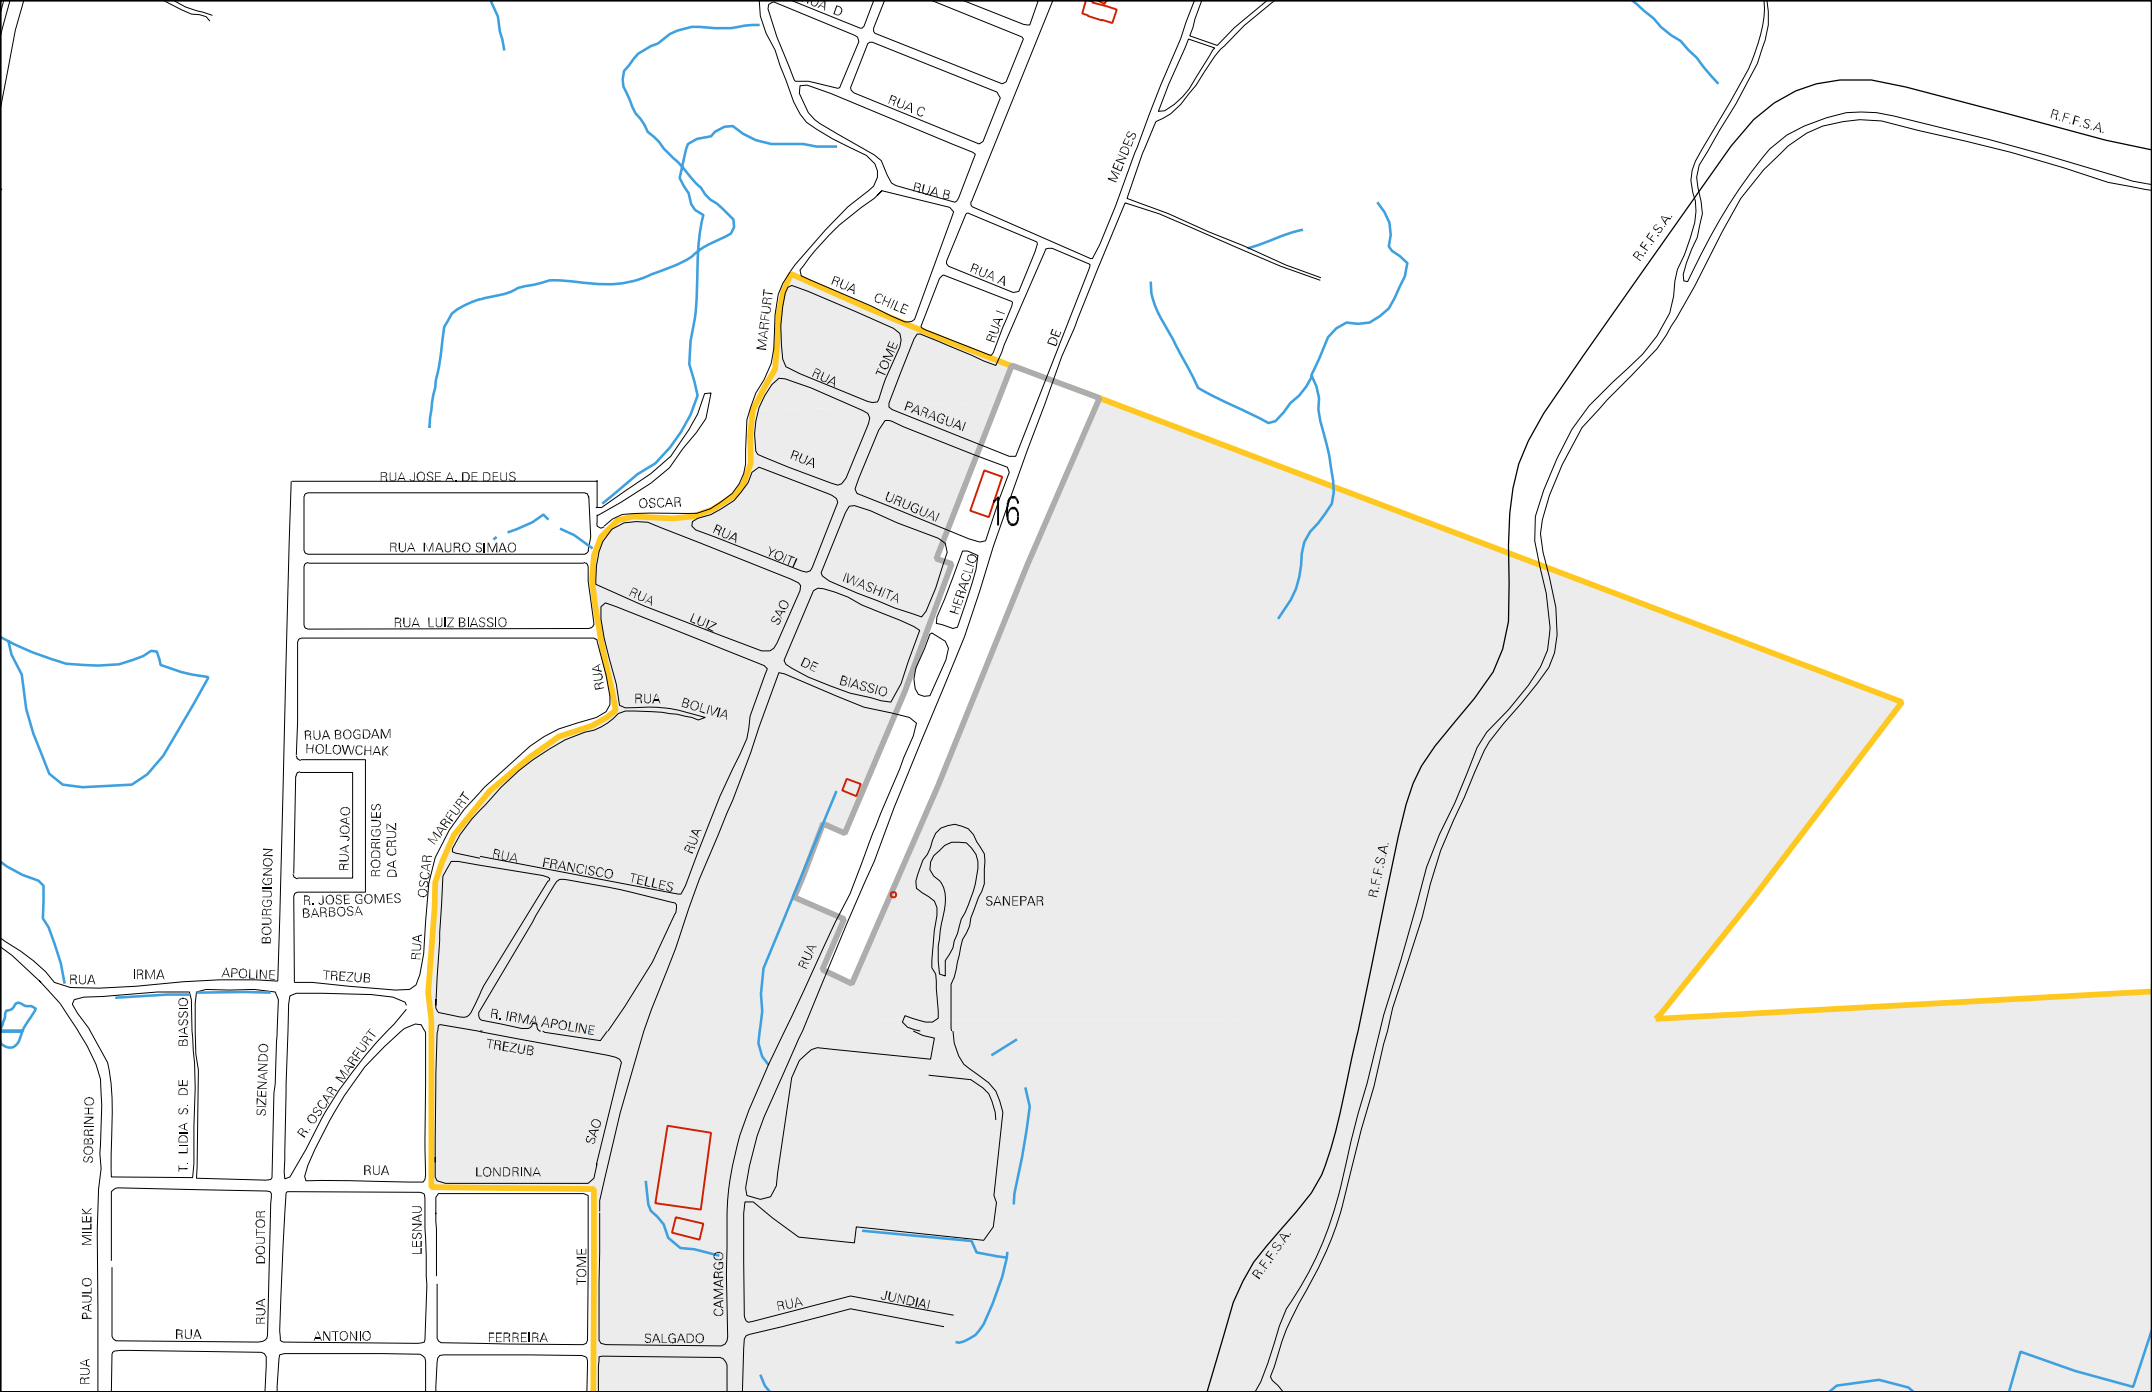 RUA D
RUA C
RUA B
MENDES
R.F.F.S.A.
R.F.F.S.A.
RUA A
RUA CHILE
RUA I
DE
MARFURT
TOME
RUA PARAGUAI
RUA URUGUAI
16
RUA JOSE A. DE DEUS
OSCAR
RUA MAURO SIMAO
RUA YOITI IWASHITA
HERACLIO
RUA LUIZ BIASSIO
RUA LUIZ DE BIASSIO
SAO
RUA
RUA BOLIVIA
RUA BOGDAM
HOLOWCHAK
RUA JOAO
RODRIGUES
DA CRUZ
OSCAR MARFURT
RUA
RUA FRANCISCO TELLES
R.F.F.S.A.
BOURGUIGNON
R. JOSE GOMES
BARBOSA
SANEPAR
RUA
RUA
RUA IRMA APOLINE TREZUB
T. LIDIA S. DE BIASSIO
R. IRMA APOLINE
TREZUB
SIZENANDO
R. OSCAR MARFURT
SOBRINHO
SAO
RUA LONDRINA
PAULO MILEK
RUA DOUTOR
LESNAU
TOME
CAMARGO
R.F.F.S.A.
RUA JUNDIAI
RUA ANTONIO FERREIRA SALGADO
RUA